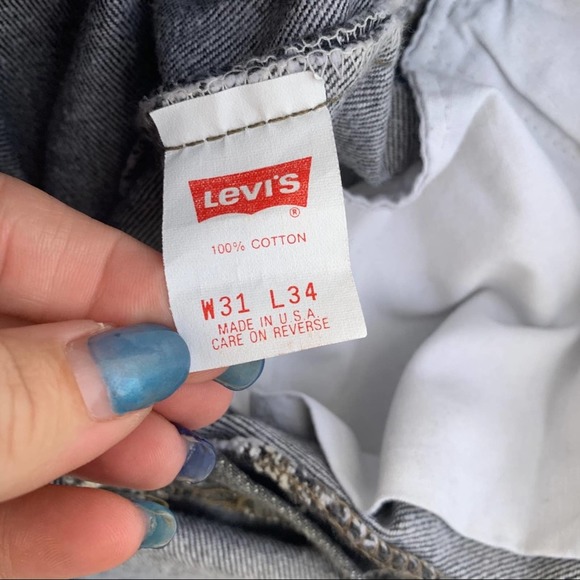 LEVI'S
®
100% COTTON
W31 L34
MADE IN U.S.A.
CARE ON REVERSE